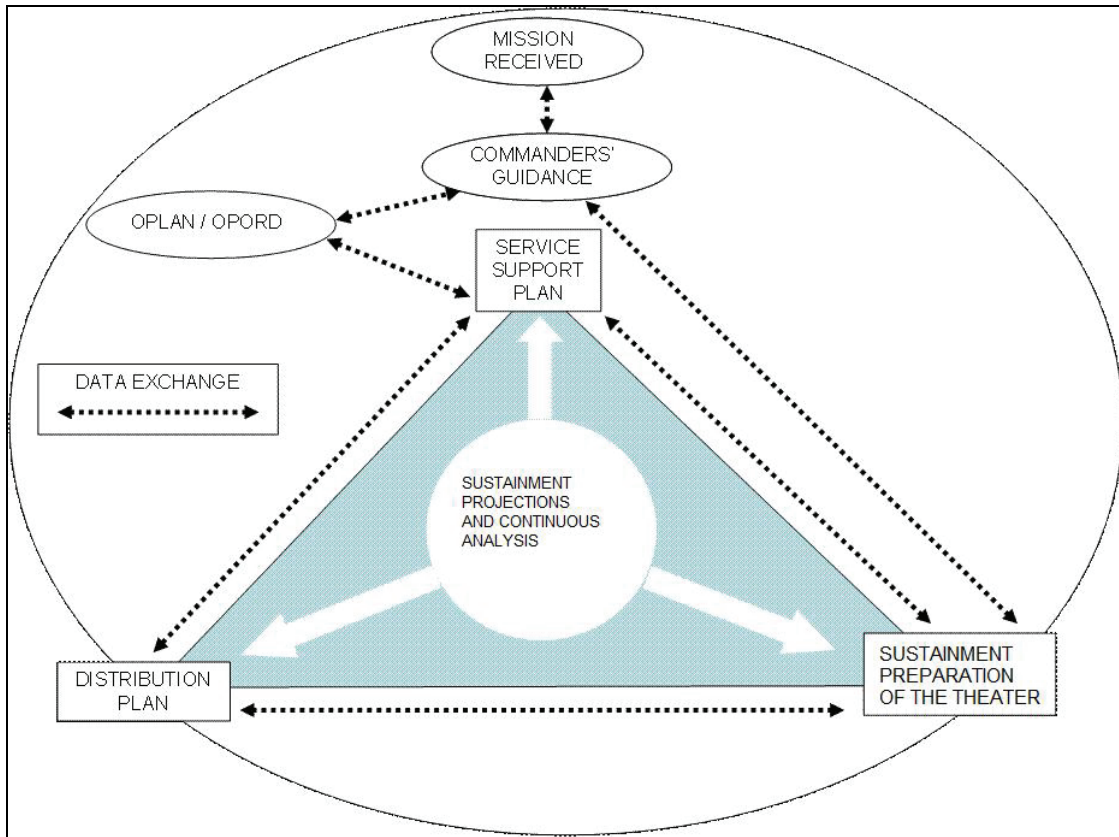 MISSION
RECEIVED
COMMANDERS'
GUIDANCE
OPLAN / OPORD
SERVICE
SUPPORT
PLAN
DATA EXCHANGE
SUSTAINMENT
PROJECTIONS
AND CONTINUOUS
ANALYSIS
DISTRIBUTION
PLAN
SUSTAINMENT
PREPARATION
OF THE THEATER